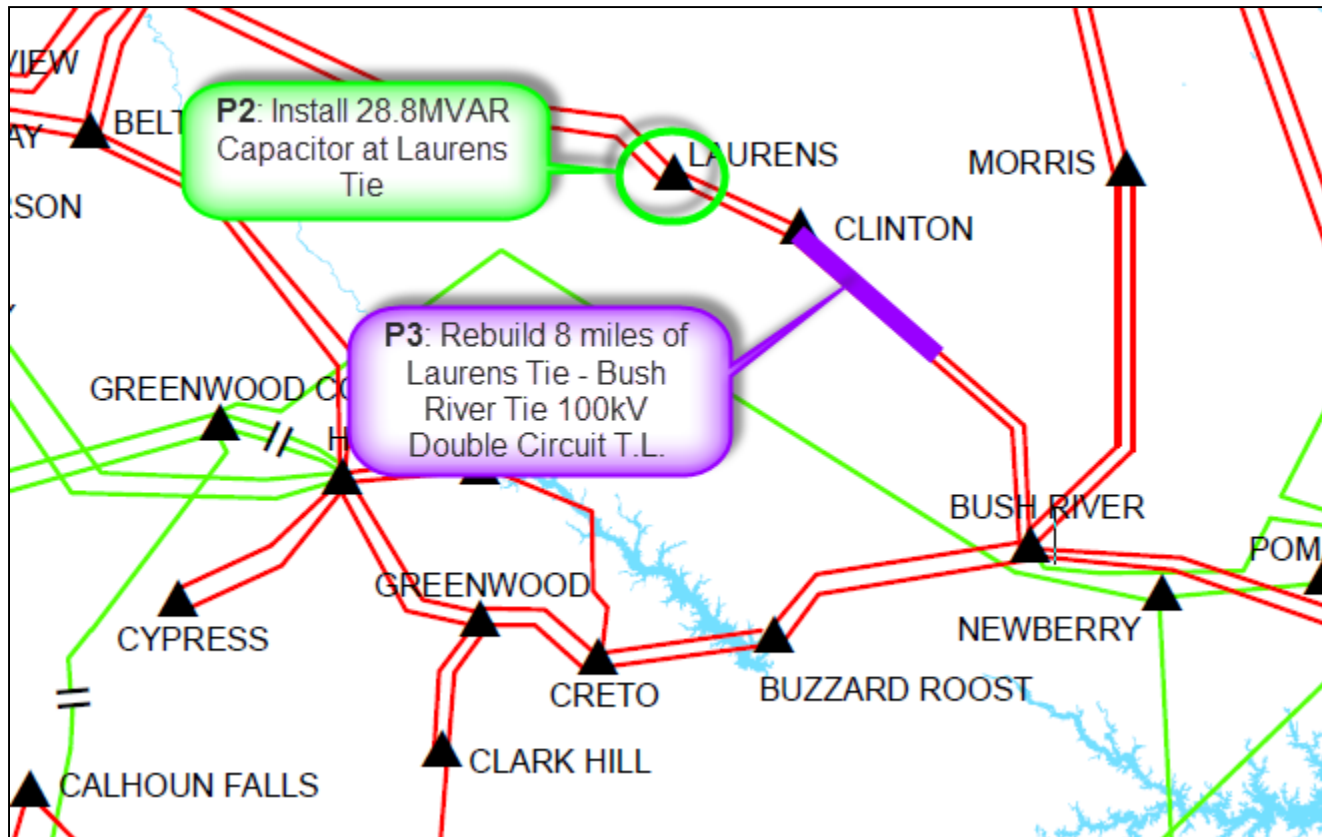 VIEW
BELT
AY
P2: Install 28.8MVAR
Capacitor at Laurens
Tie
LAURENS
MORRIS
RSON
CLINTON
P3: Rebuild 8 miles of
Laurens Tie - Bush
River Tie 100kV
Double Circuit T.L.
GREENWOOD CO
H
BUSH RIVER
POM
GREENWOOD
CYPRESS
NEWBERRY
CRETO
BUZZARD ROOST
CLARK HILL
CALHOUN FALLS